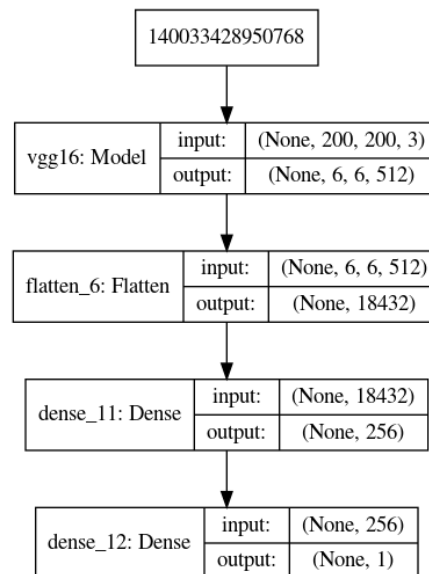 140033428950768
vgg16: Model
input: (None, 200, 200, 3)
output: (None, 6, 6, 512)
flatten_6: Flatten
input: (None, 6, 6, 512)
output: (None, 18432)
dense_11: Dense
input: (None, 18432)
output: (None, 256)
dense_12: Dense
input: (None, 256)
output: (None, 1)